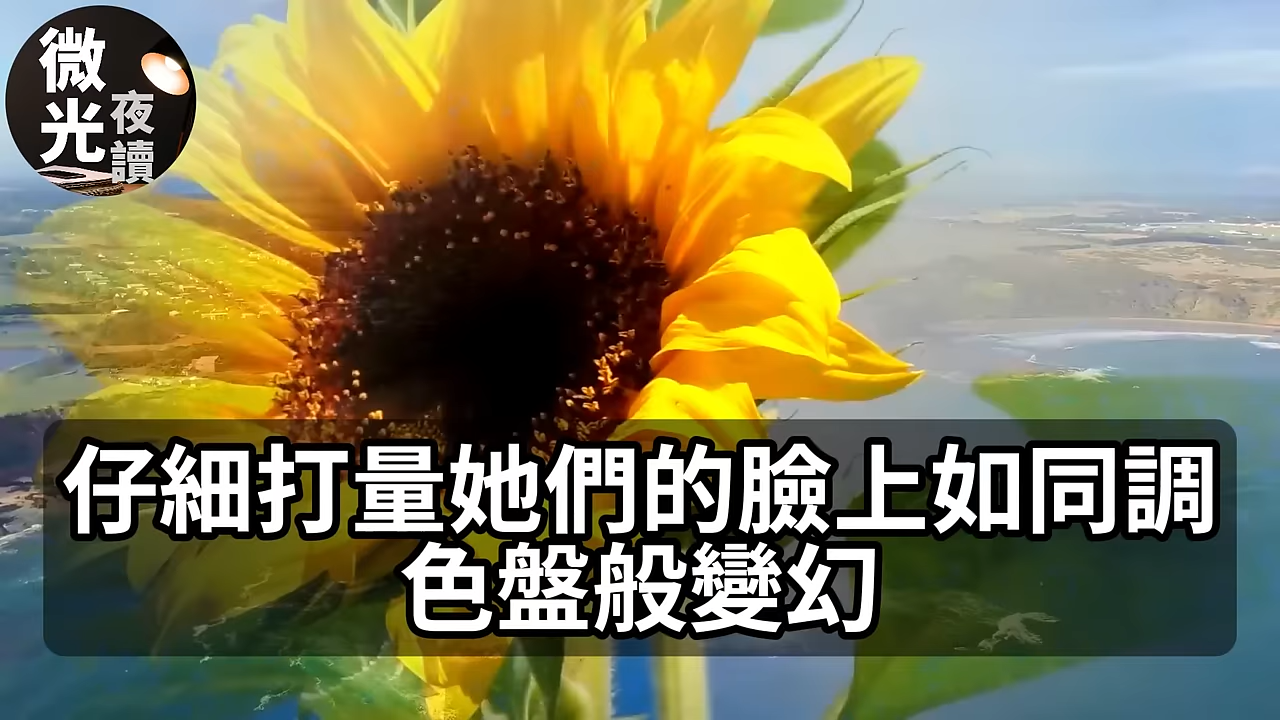 微光
夜讀
仔細打量她們的臉上如同調
色盤般變幻